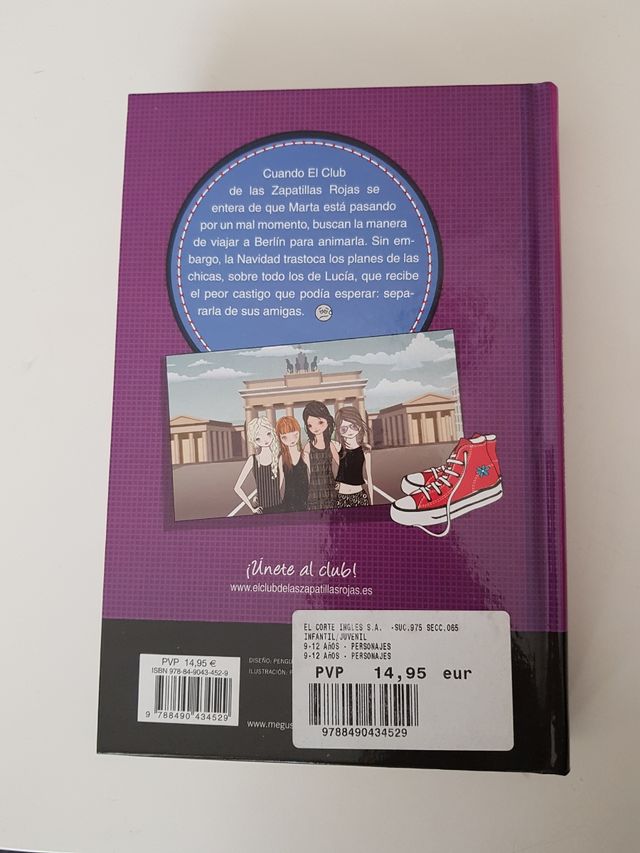 Cuando El Club
de las Zapatillas Rojas se
entera de que Marta está pasando
por un mal momento, buscan la manera
de viajar a Berlín para animarla. Sin em-
bargo, la Navidad trastoca los planes de las
chicas, sobre todo los de Lucía, que recibe
el peor castigo que podía esperar: sepa-
rarla de sus amigas.
¡Únete al club!
www.elclubdelaszapatillasrojas.es
PVP 14,95 €
ISBN 978-84-9043-452-9
9 788490 434529
DISEÑO:
ILUSTRACIÓN:
EL CORTE INGLES S.A. -SUC.975 SECC.065
INFANTIL/JUVENIL
9-12 AÑOS - PERSONAJES
9-12 AÑOS - PERSONAJES
PVP 14,95 eur
9788490434529